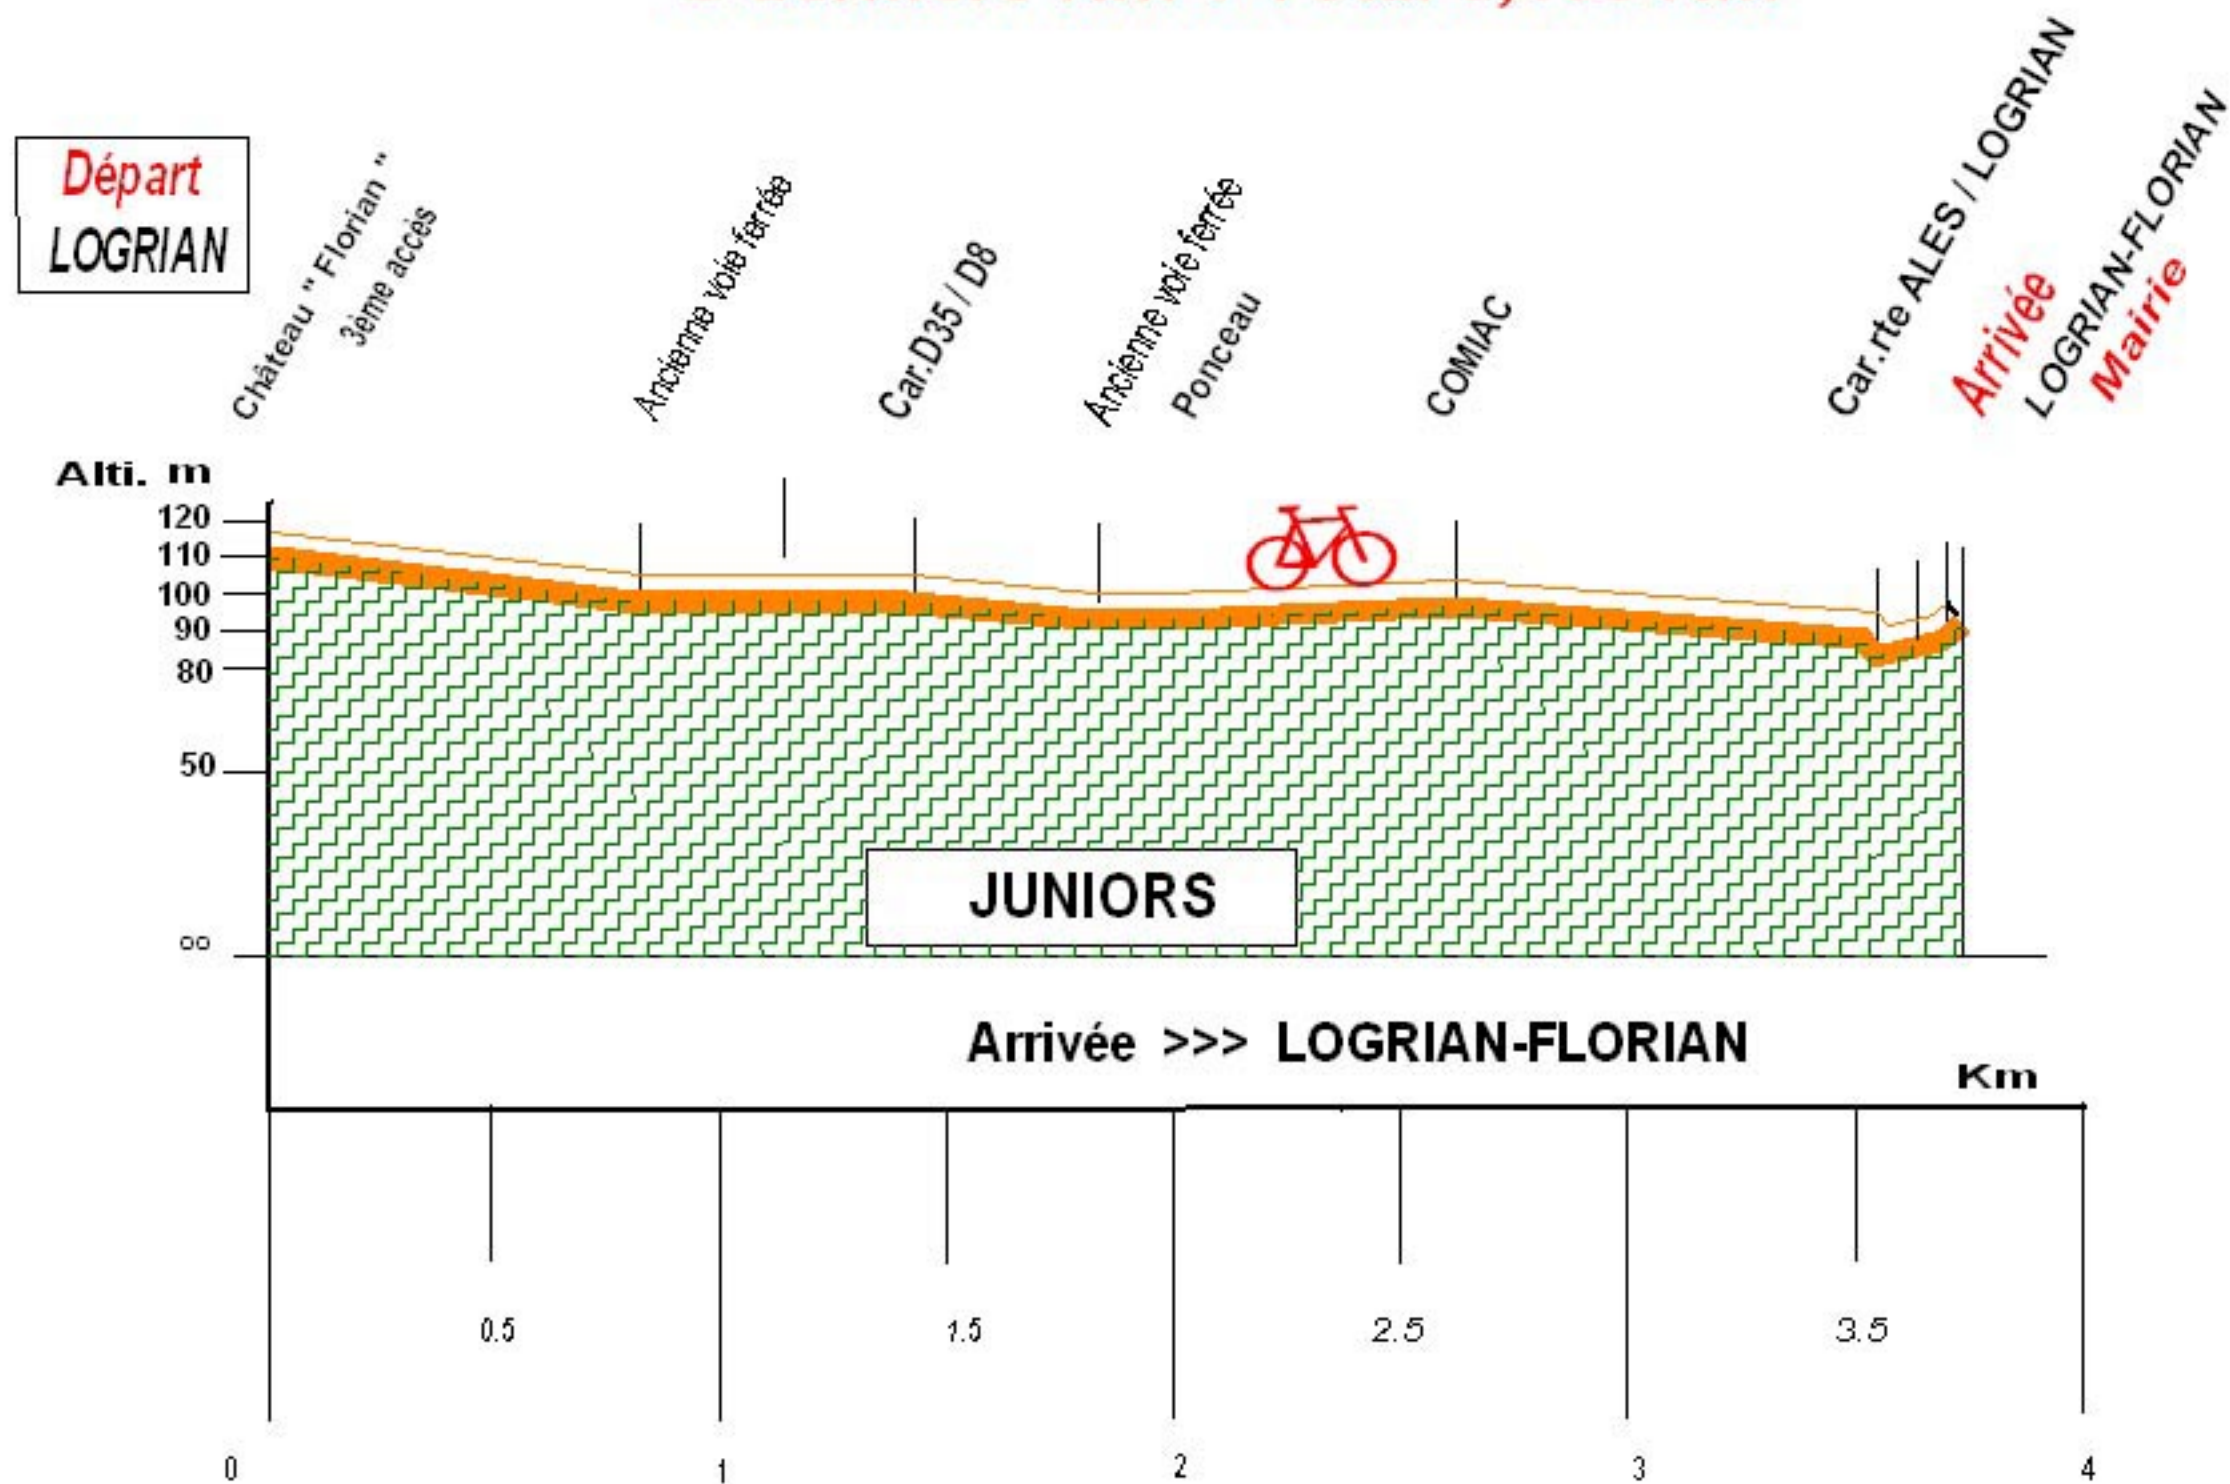 Départ
LOGRIAN
Château " Florian "
3ème accès
Ancienne voie ferrée
Car.D35 / D8
Ancienne voie ferrée
Ponceau
COMIAC
Car.rte ALES / LOGRIAN
Arrivée
LOGRIAN-FLORIAN
Mairie
Alti. m
120
110
100
90
80
50
oo
JUNIORS
Arrivée >>> LOGRIAN-FLORIAN
Km
0.5
1.5
2.5
3.5
0
1
2
3
4